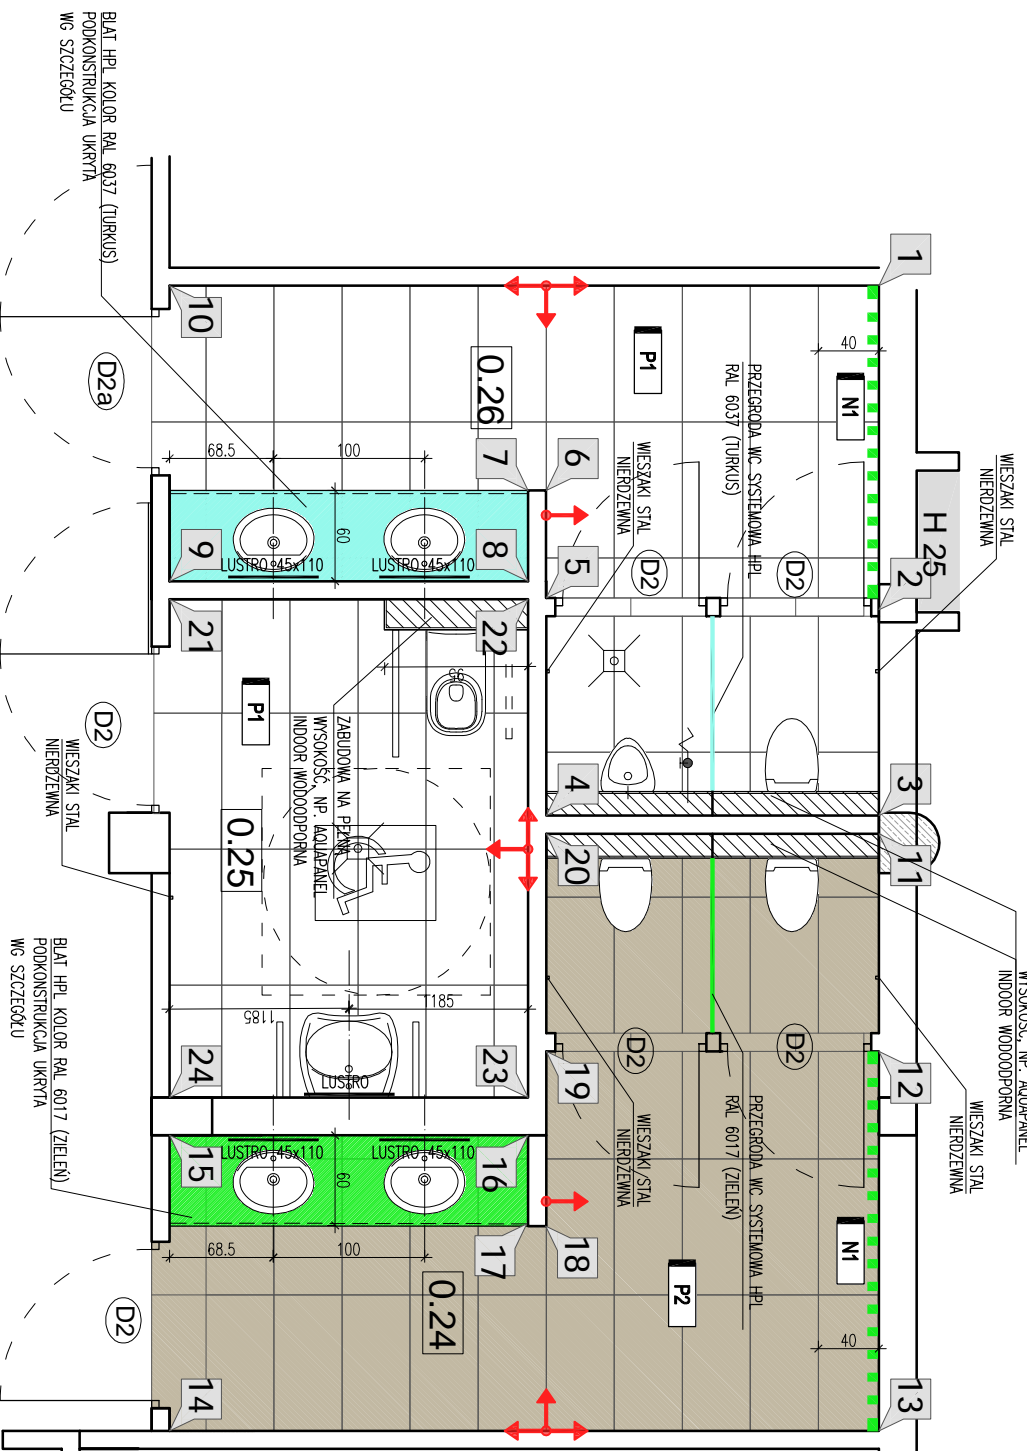 BLAT HPL KOLOR RAL 6037 (TURKUS)
PODKONSTRUKCJA UKRYTA
WG SZCZEGÓŁU
1
10
D2a
0.26
P1
N1
40
PRZEGRODA WC SYSTEMOWA HPL
RAL 6037 (TURKUS)
WIESZAKI STAL
NIERDZEWNA
WIESZAKI STAL
NIERDZEWNA
H 25
68.5
100
60
7
6
9
8
5
2
LUSTRO 45x110
LUSTRO 45x110
D2
D2
21
22
95
4
3
P1
D2
ZABUDOWA NA PEŁNĄ
WYSOKOŚĆ, NP. AQUAPANEL
INDOOR WODOODPORNA
WIESZAKI STAL
NIERDZEWNA
0.25
20
11
WYSOKOŚĆ, NP. AQUAPANEL
INDOOR WODOODPORNA
BLAT HPL KOLOR RAL 6017 (ZIELEŃ)
PODKONSTRUKCJA UKRYTA
WG SZCZEGÓŁU
1185
1185
LUSTRO
24
23
19
12
D2
D2
WIESZAKI STAL
NIERDZEWNA
WIESZAKI STAL
NIERDZEWNA
PRZEGRODA WC SYSTEMOWA HPL
RAL 6017 (ZIELEŃ)
15
16
LUSTRO 45x110
LUSTRO 45x110
60
68.5
100
17
18
N1
P2
0.24
D2
40
14
13